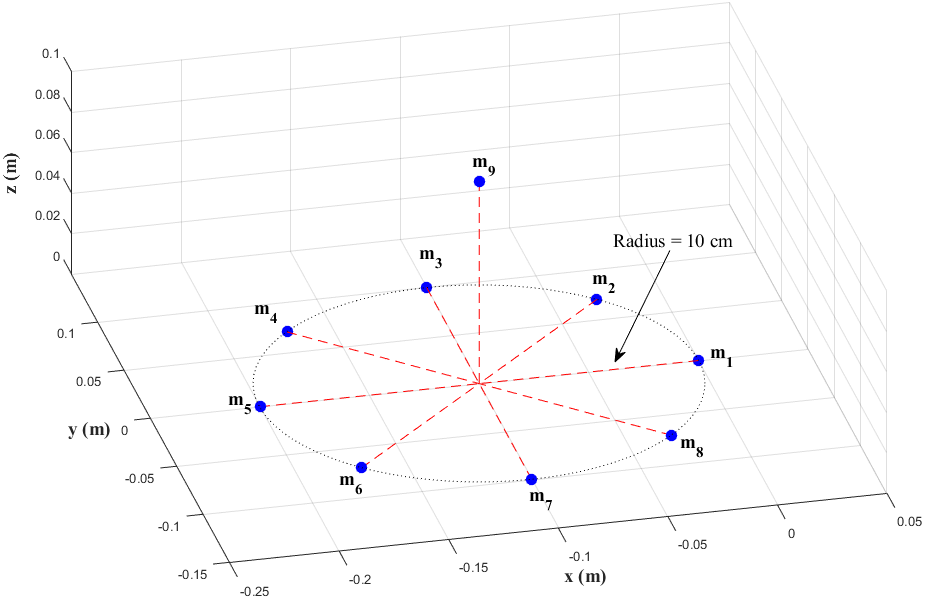 0.1
0.08
0.06
0.04
0.02
0
z (m)
m9
Radius = 10 cm
m3
m2
m4
m1
m5
m8
m6
m7
0.1
0.05
0
-0.05
-0.1
-0.15
y (m)
-0.25
-0.2
-0.15
-0.1
-0.05
0
0.05
x (m)